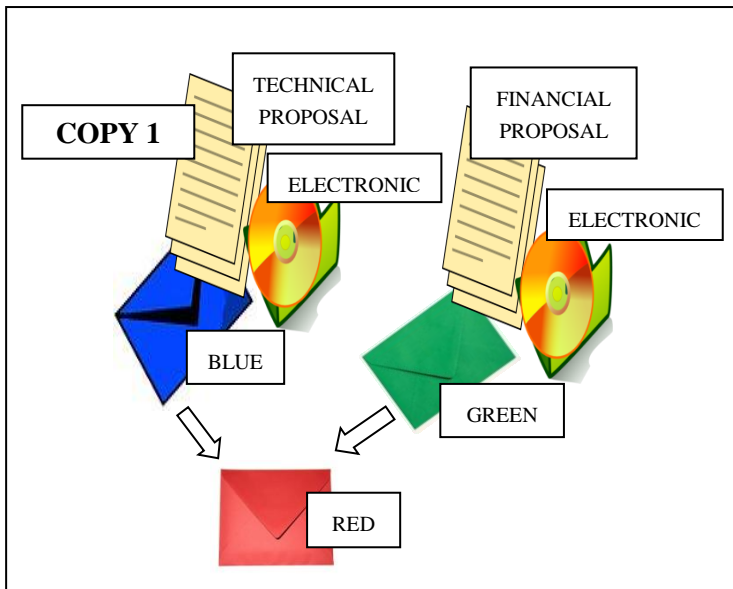 TECHNICAL
PROPOSAL
FINANCIAL
PROPOSAL
COPY 1
ELECTRONIC
ELECTRONIC
BLUE
GREEN
RED